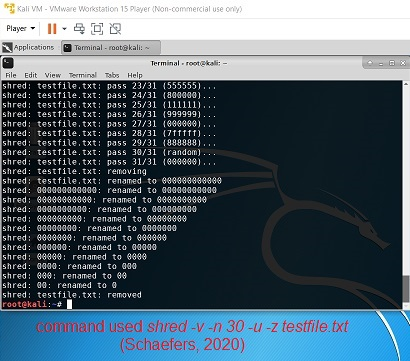 Kali VM - VMware Workstation 15 Player (Non-commercial use only)
Player
Applications
Terminal - root@kali: ~
Terminal - root@kali: ~
File Edit View Terminal Tabs Help
shred: testfile.txt: pass 23/31 (555555)...
shred: testfile.txt: pass 24/31 (800000)...
shred: testfile.txt: pass 25/31 (111111)...
shred: testfile.txt: pass 26/31 (999999)...
shred: testfile.txt: pass 27/31 (000000)...
shred: testfile.txt: pass 28/31 (7fffff)...
shred: testfile.txt: pass 29/31 (888888)...
shred: testfile.txt: pass 30/31 (random)...
shred: testfile.txt: pass 31/31 (000000)...
shred: testfile.txt: removing
shred: testfile.txt: renamed to 000000000000
shred: 000000000000: renamed to 00000000000
shred: 00000000000: renamed to 0000000000
shred: 0000000000: renamed to 000000000
shred: 000000000: renamed to 00000000
shred: 00000000: renamed to 0000000
shred: 0000000: renamed to 000000
shred: 000000: renamed to 00000
shred: 00000: renamed to 0000
shred: 0000: renamed to 000
shred: 000: renamed to 00
shred: 00: renamed to 0
shred: testfile.txt: removed
root@kali:~#
command used shred -v -n 30 -u -z testfile.txt
(Schaefers, 2020)